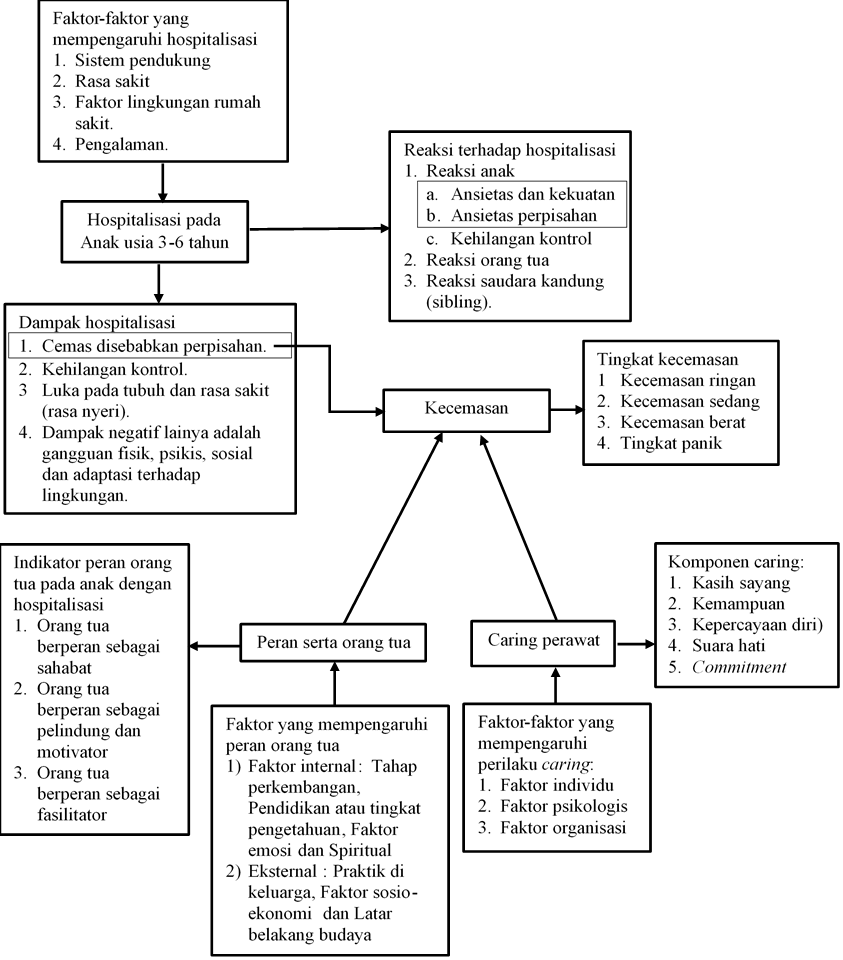 Faktor-faktor yang
mempengaruhi hospitalisasi
1. Sistem pendukung
2. Rasa sakit
3. Faktor lingkungan rumah
sakit.
4. Pengalaman.
Reaksi terhadap hospitalisasi
1. Reaksi anak
a. Ansietas dan kekuatan
b. Ansietas perpisahan
c. Kehilangan kontrol
2. Reaksi orang tua
3. Reaksi saudara kandung
(sibling).
Hospitalisasi pada
Anak usia 3-6 tahun
Dampak hospitalisasi
1. Cemas disebabkan perpisahan.
2. Kehilangan kontrol.
3 Luka pada tubuh dan rasa sakit
(rasa nyeri).
4. Dampak negatif lainya adalah
gangguan fisik, psikis, sosial
dan adaptasi terhadap
lingkungan.
Kecemasan
Tingkat kecemasan
1 Kecemasan ringan
2. Kecemasan sedang
3. Kecemasan berat
4. Tingkat panik
Indikator peran orang
tua pada anak dengan
hospitalisasi
1. Orang tua
berperan sebagai
sahabat
2. Orang tua
berperan sebagai
pelindung dan
motivator
3. Orang tua
berperan sebagai
fasilitator
Peran serta orang tua
Caring perawat
Komponen caring:
1. Kasih sayang
2. Kemampuan
3. Kepercayaan diri)
4. Suara hati
5. Commitment
Faktor yang mempengaruhi
peran orang tua
1) Faktor internal : Tahap
perkembangan,
Pendidikan atau tingkat
pengetahuan, Faktor
emosi dan Spiritual
2) Eksternal : Praktik di
keluarga, Faktor sosio-
ekonomi dan Latar
belakang budaya
Faktor-faktor yang
mempengaruhi
perilaku caring:
1. Faktor individu
2. Faktor psikologis
3. Faktor organisasi